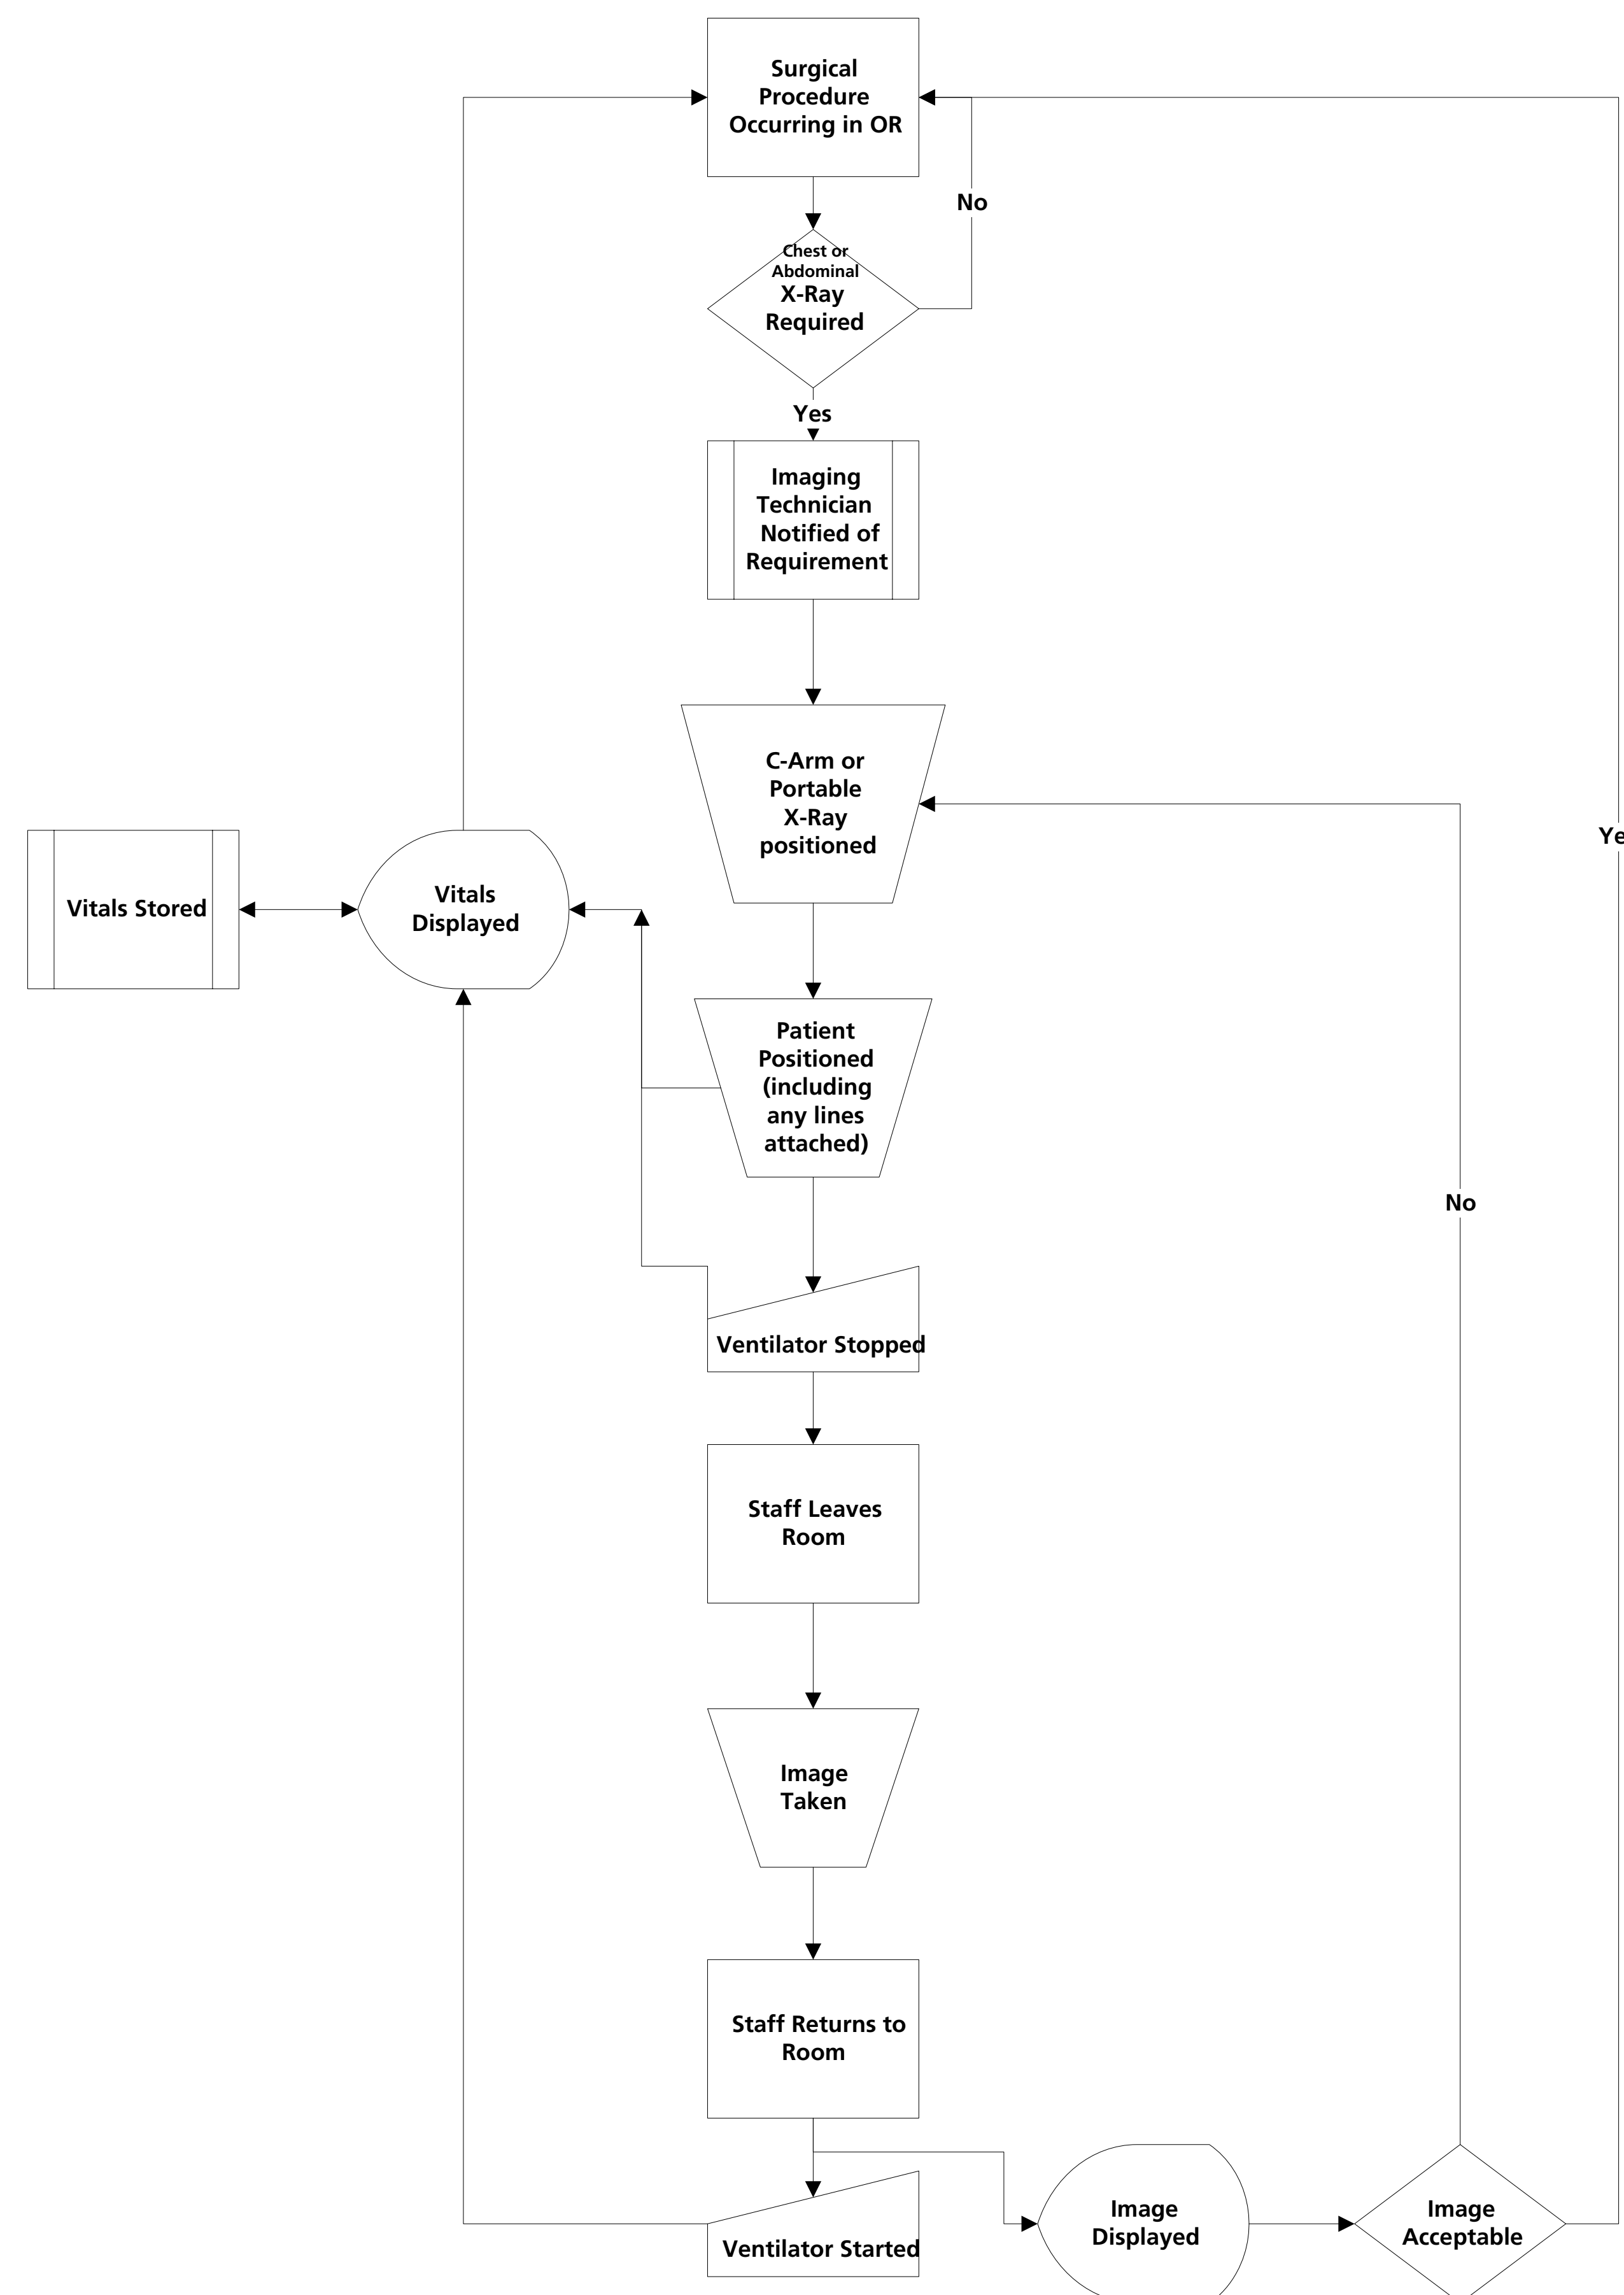 Surgical
Procedure
Occurring in OR
No
Chest or
Abdominal
X-Ray
Required
Yes
Imaging
Technician
Notified of
Requirement
C-Arm or
Portable
X-Ray
positioned
Ye
Vitals Stored
Vitals
Displayed
Patient
Positioned
(including
any lines
attached)
No
Ventilator Stopped
Staff Leaves
Room
Image
Taken
Staff Returns to
Room
Image
Displayed
Image
Acceptable
Ventilator Started